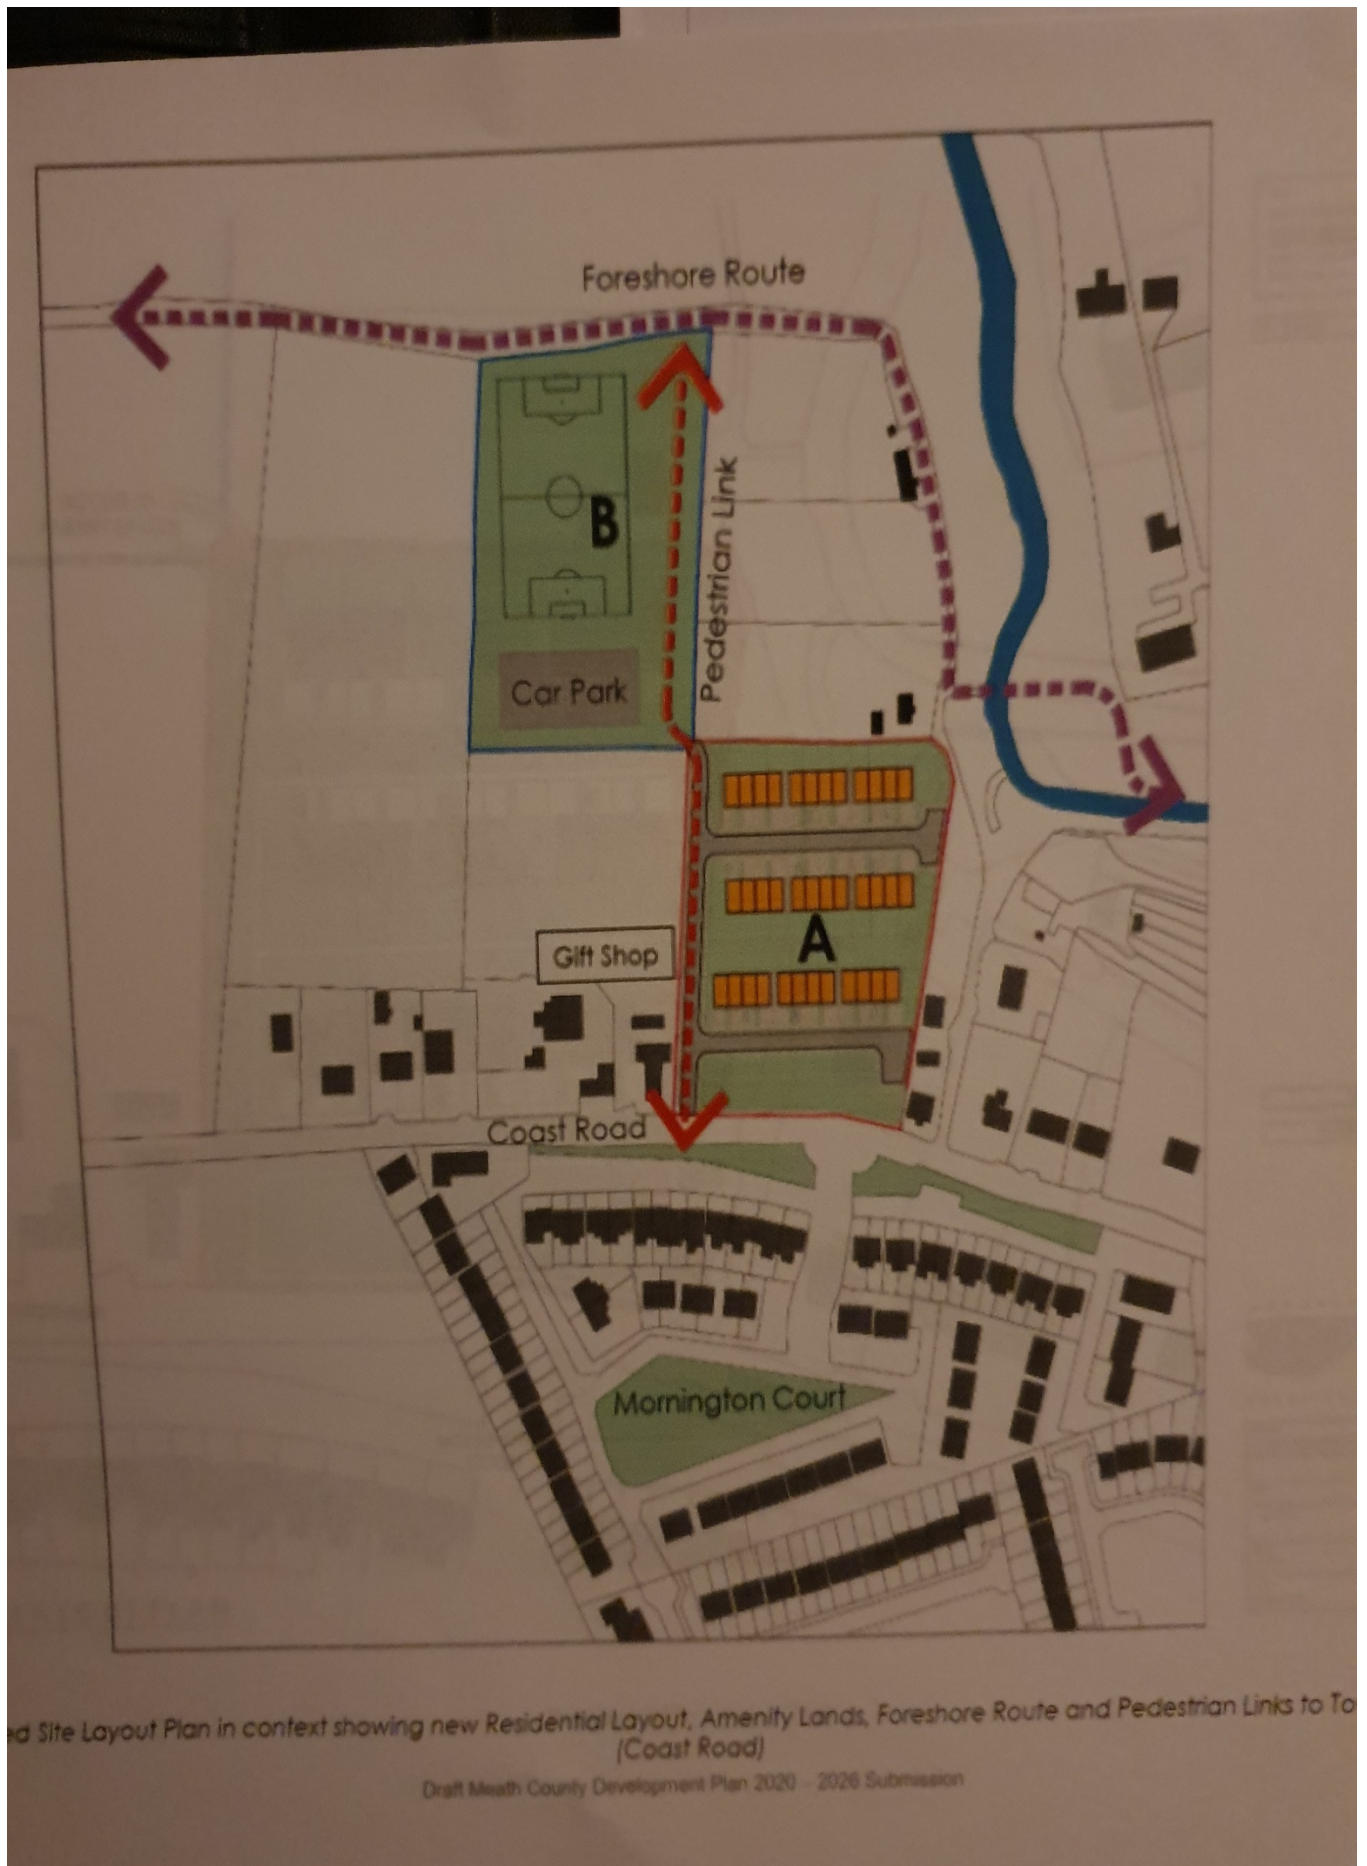 Foreshore Route
B
Pedestrian Link
Car Park
A
Gift Shop
Coast Road
Mornington Court
Site Layout Plan in context showing new Residential Layout, Amenity Lands, Foreshore Route and Pedestrian Links to
(Coast Road)
Draft Meath County Development Plan 2020 - 2026 Submission